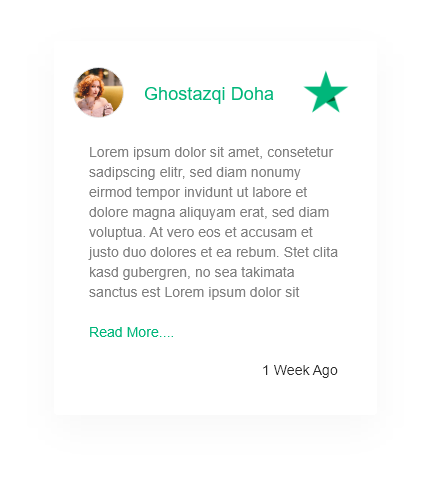 Ghostazqi Doha
Lorem ipsum dolor sit amet, consetetur
sadipscing elitr, sed diam nonumy
eirmod tempor invidunt ut labore et
dolore magna aliquyam erat, sed diam
voluptua. At vero eos et accusam et
justo duo dolores et ea rebum. Stet clita
kasd gubergren, no sea takimata
sanctus est Lorem ipsum dolor sit
Read More....
1 Week Ago